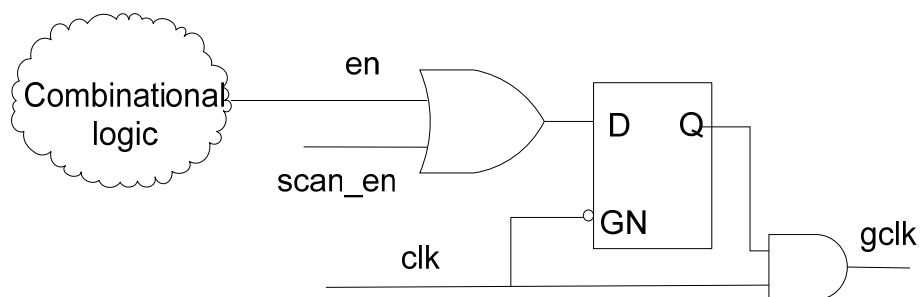 en
Combinational
logic
D
Q
scan_en
GN
clk
gclk